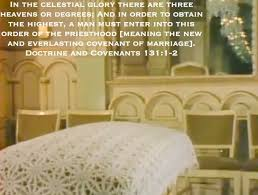 In the celestial glory there are three
heavens or degrees; And in order to obtain
the highest, a man must enter into this
order of the priesthood [meaning the new
and everlasting covenant of marriage].
Doctrine and Covenants 131:1-2